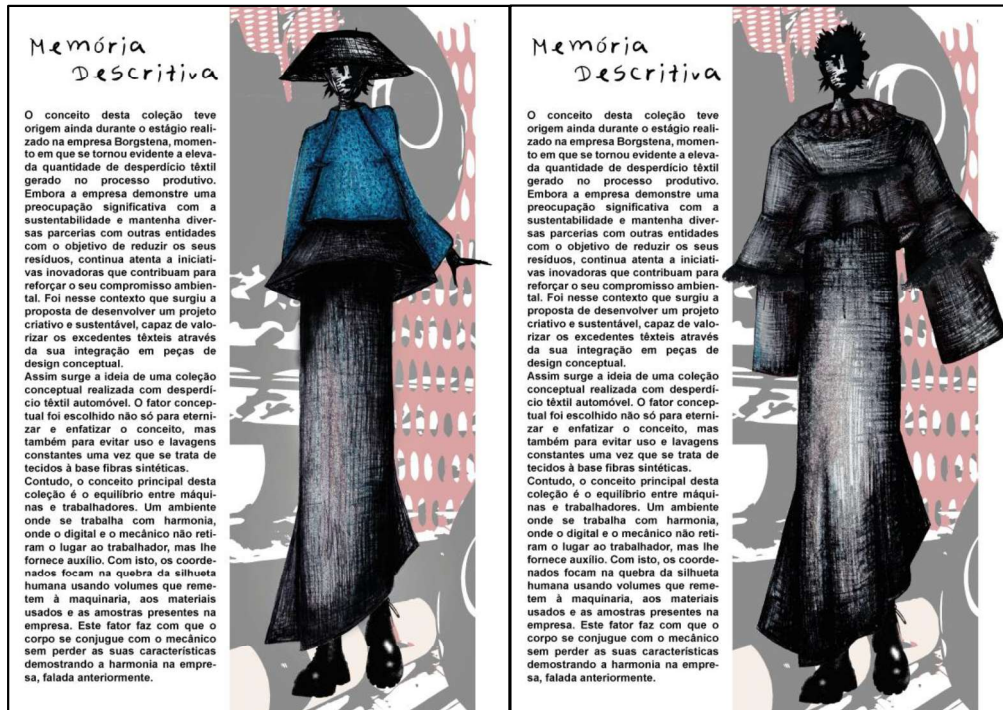 Memória
Descritiva
O conceito desta coleção teve
origem ainda durante o estágio reali-
zado na empresa Borgstena, momen-
to em que se tornou evidente a eleva-
da quantidade de desperdício têxtil
gerado no processo produtivo.
Embora a empresa demonstre uma
preocupação significativa com a
sustentabilidade e mantenha diver-
sas parcerias com outras entidades
com o objetivo de reduzir os seus
resíduos, continua atenta a iniciati-
vas inovadoras que contribuam para
reforçar o seu compromisso ambien-
tal. Foi nesse contexto que surgiu a
proposta de desenvolver um projeto
criativo e sustentável, capaz de valo-
rizar os excedentes têxteis através
da sua integração em peças de
design conceptual.
Assim surge a ideia de uma coleção
conceptual realizada com desperdí-
cio têxtil automóvel. O fator concep-
tual foi escolhido não só para eterni-
zar e enfatizar o conceito, mas
também para evitar uso e lavagens
constantes uma vez que se trata de
tecidos à base fibras sintéticas.
Contudo, o conceito principal desta
coleção é o equilíbrio entre máqui-
nas e trabalhadores. Um ambiente
onde se trabalha com harmonia,
onde o digital e o mecânico não reti-
ram o lugar ao trabalhador, mas lhe
fornece auxílio. Com isto, os coorde-
nados focam na quebra da silhueta
humana usando volumes que reme-
tem à maquinaria, aos materiais
usados e as amostras presentes na
empresa. Este fator faz com que o
corpo se conjugue com o mecânico
sem perder as suas características
demostrando a harmonia na empre-
sa, falada anteriormente.
Memória
Descritiva
O conceito desta coleção teve
origem ainda durante o estágio reali-
zado na empresa Borgstena, momen-
to em que se tornou evidente a eleva-
da quantidade de desperdício têxtil
gerado no processo produtivo.
Embora a empresa demonstre uma
preocupação significativa com a
sustentabilidade e mantenha diver-
sas parcerias com outras entidades
com o objetivo de reduzir os seus
resíduos, continua atenta a iniciati-
vas inovadoras que contribuam para
reforçar o seu compromisso ambien-
tal. Foi nesse contexto que surgiu a
proposta de desenvolver um projeto
criativo e sustentável, capaz de valo-
rizar os excedentes têxteis através
da sua integração em peças de
design conceptual.
Assim surge a ideia de uma coleção
conceptual realizada com desperdí-
cio têxtil automóvel. O fator concep-
tual foi escolhido não só para eterni-
zar e enfatizar o conceito, mas
também para evitar uso e lavagens
constantes uma vez que se trata de
tecidos à base fibras sintéticas.
Contudo, o conceito principal desta
coleção é o equilíbrio entre máqui-
nas e trabalhadores. Um ambiente
onde se trabalha com harmonia,
onde o digital e o mecânico não reti-
ram o lugar ao trabalhador, mas lhe
fornece auxílio. Com isto, os coorde-
nados focam na quebra da silhueta
humana usando volumes que reme-
tem à maquinaria, aos materiais
usados e as amostras presentes na
empresa. Este fator faz com que o
corpo se conjugue com o mecânico
sem perder as suas características
demostrando a harmonia na empre-
sa, falada anteriormente.